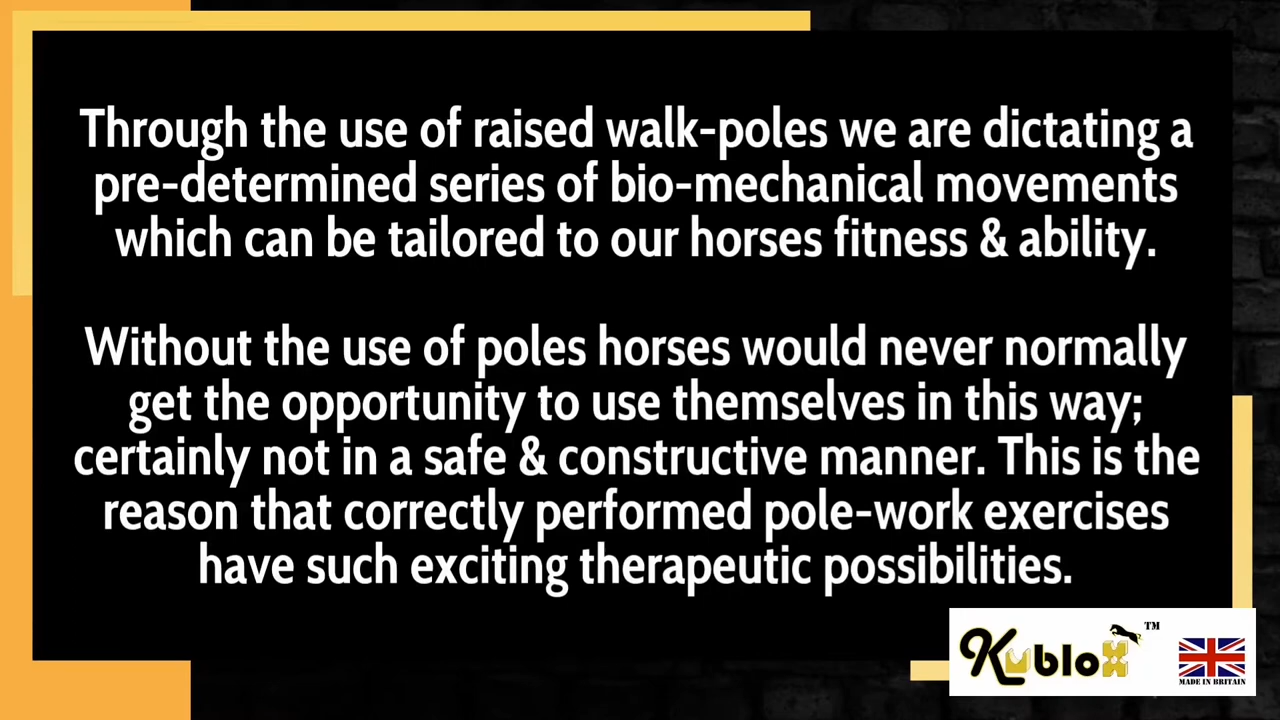 Through the use of raised walk-poles we are dictating a
pre-determined series of bio-mechanical movements
which can be tailored to our horses fitness & ability.
Without the use of poles horses would never normally
get the opportunity to use themselves in this way;
certainly not in a safe & constructive manner. This is the
reason that correctly performed pole-work exercises
have such exciting therapeutic possibilities.
KubloX TM
MADE IN BRITAIN